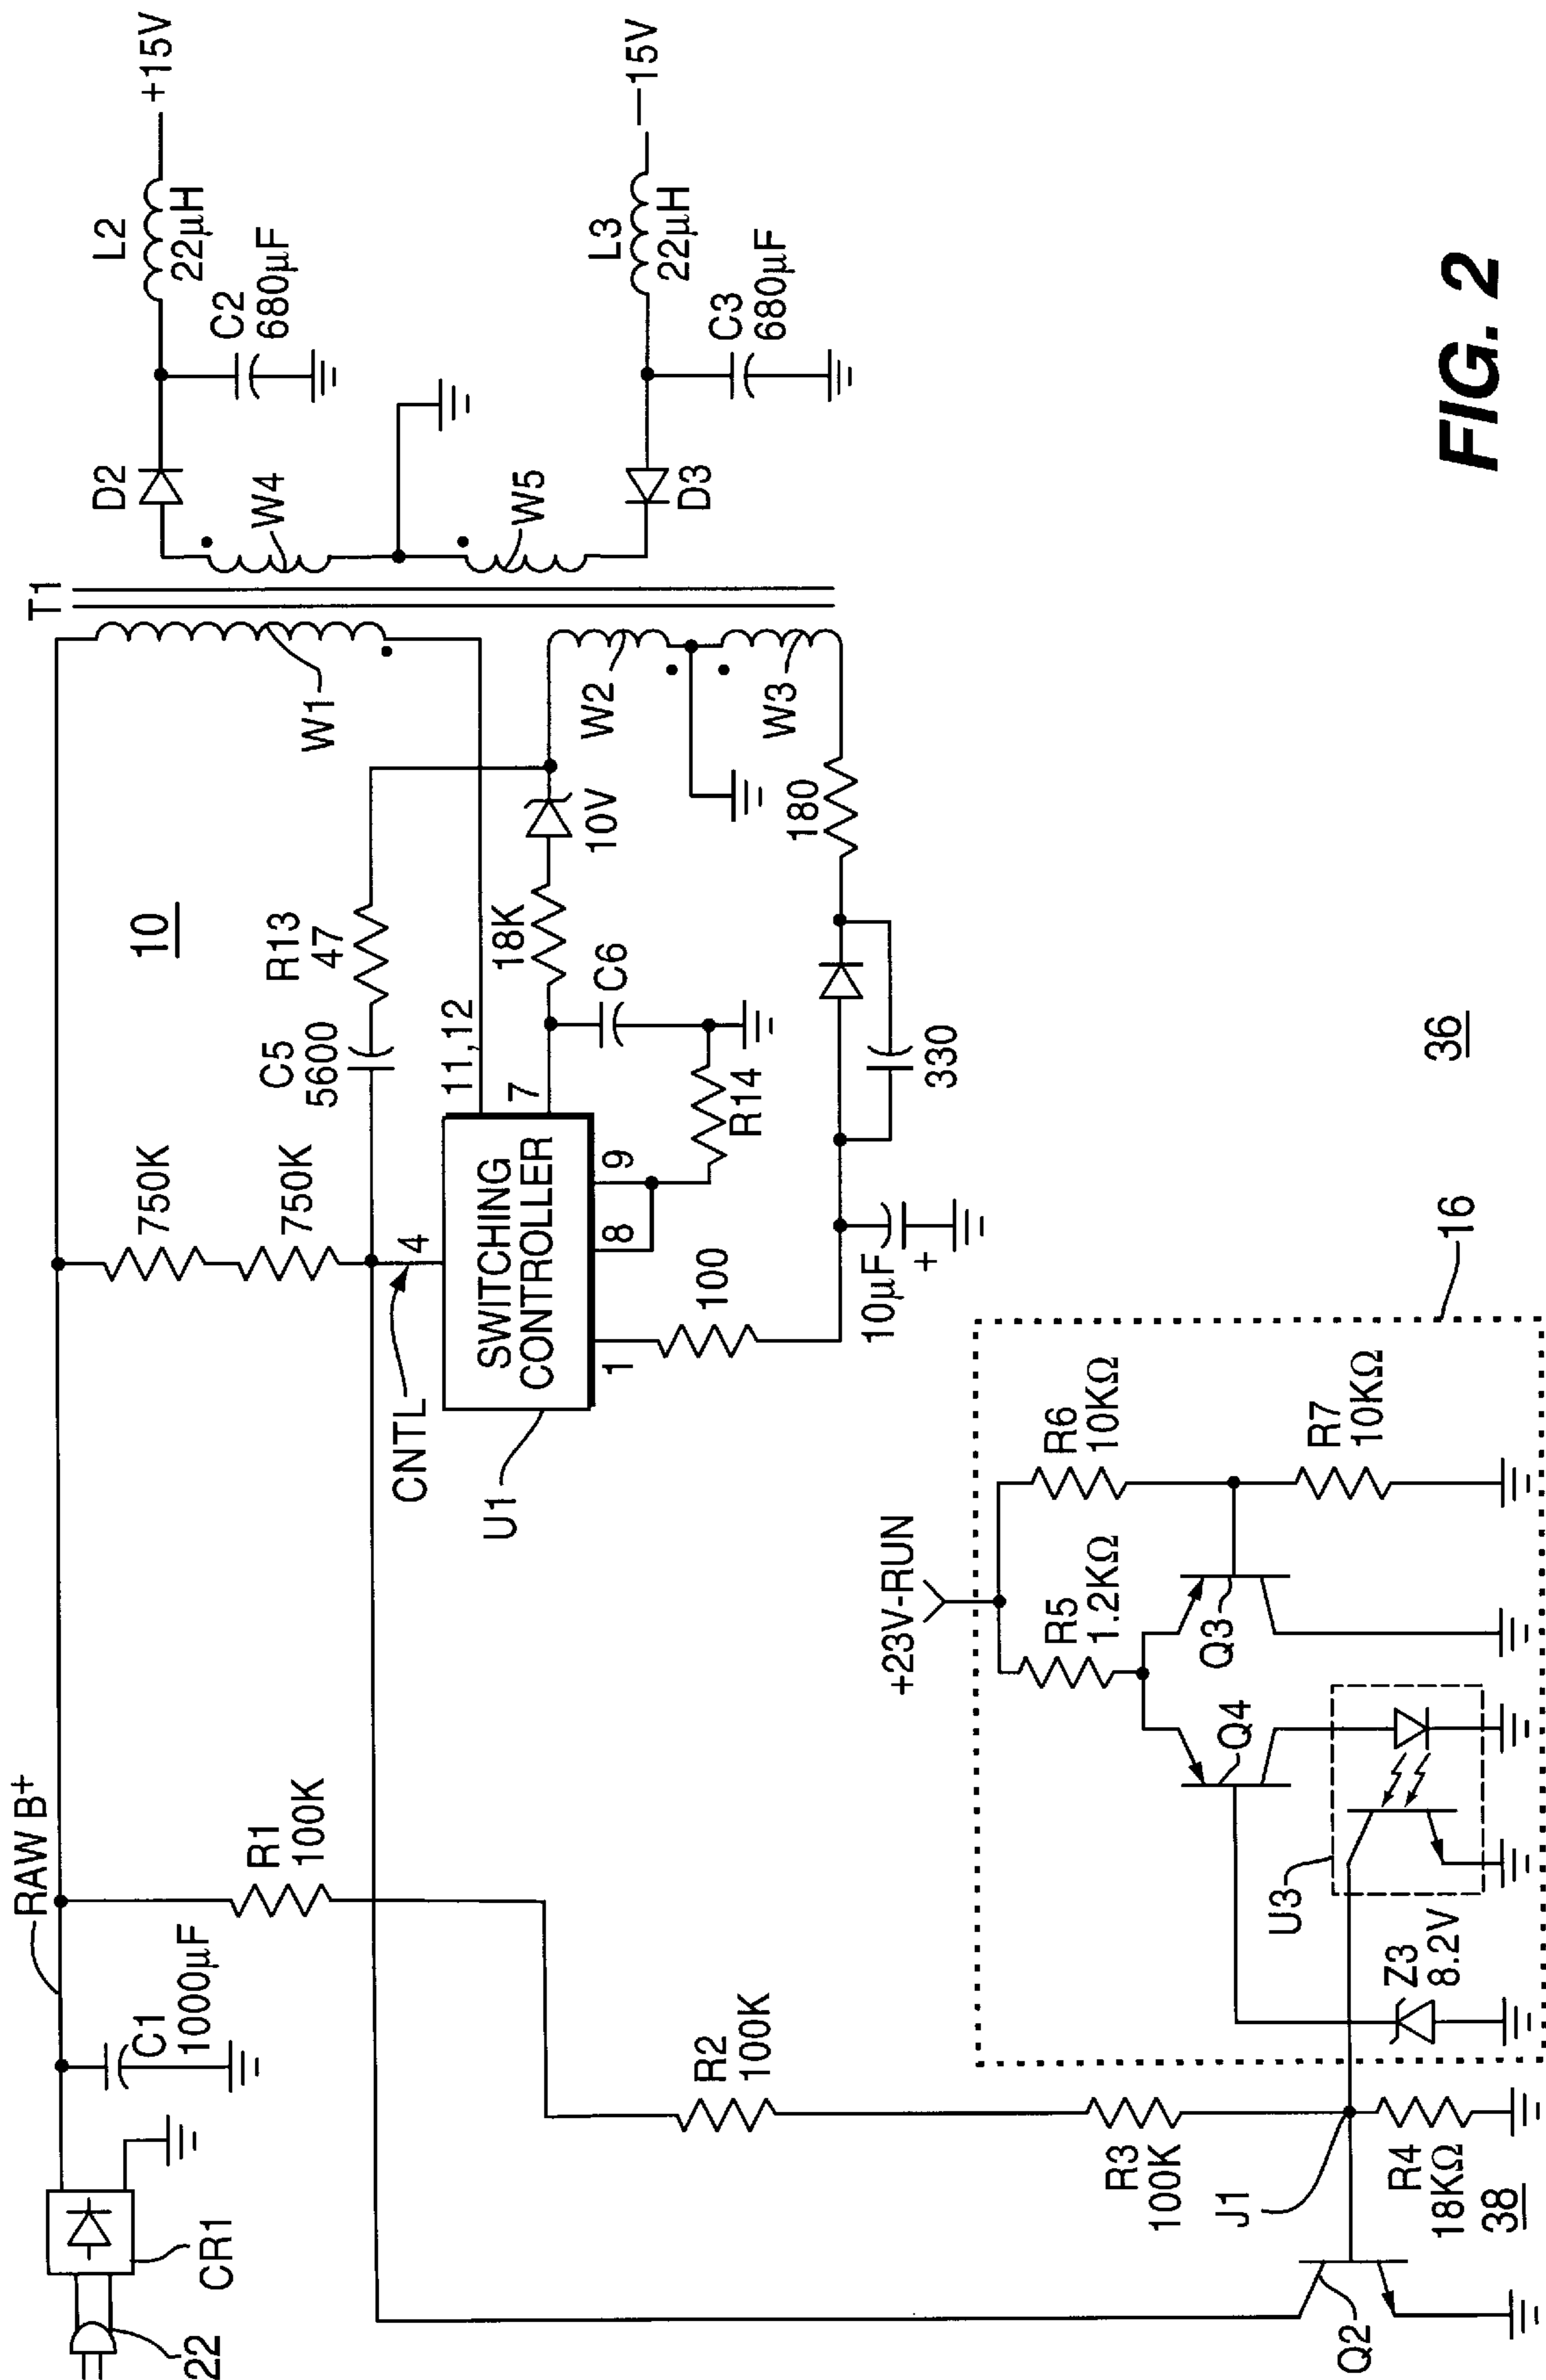 22
CR1
RAW B+
C1
1000µF
R1
100K
R2
100K
R3
100K
J1
R4
18KΩ
38
Q2
10
750K
750K
C5
5600
R13
47
CNTL
4
SWITCHING
CONTROLLER
U1
11,12
7
9
8
1
18K
10V
C6
R14
100
10µF
+
330
180
T1
W1
W2
W3
W4
W5
D2
L2
22µH
+15V
C2
680µF
D3
L3
22µH
—15V
C3
680µF
+23V-RUN
R5
1.2KΩ
R6
10KΩ
R7
10KΩ
Q3
Q4
U3
Z3
8.2V
16
36
FIG. 2